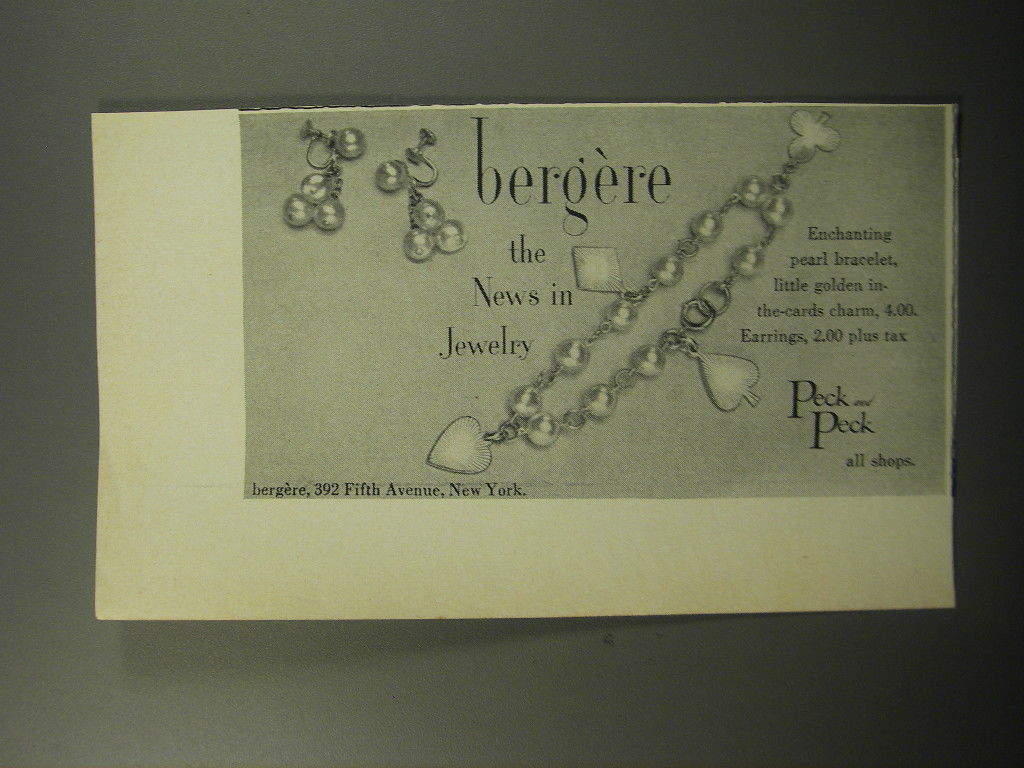 bergère
the
News in
Jewelry
Enchanting
pearl bracelet,
little golden in-
the-cards charm, 4.00.
Earrings, 2.00 plus tax
Peck and
Peck
all shops.
bergère, 392 Fifth Avenue, New York.